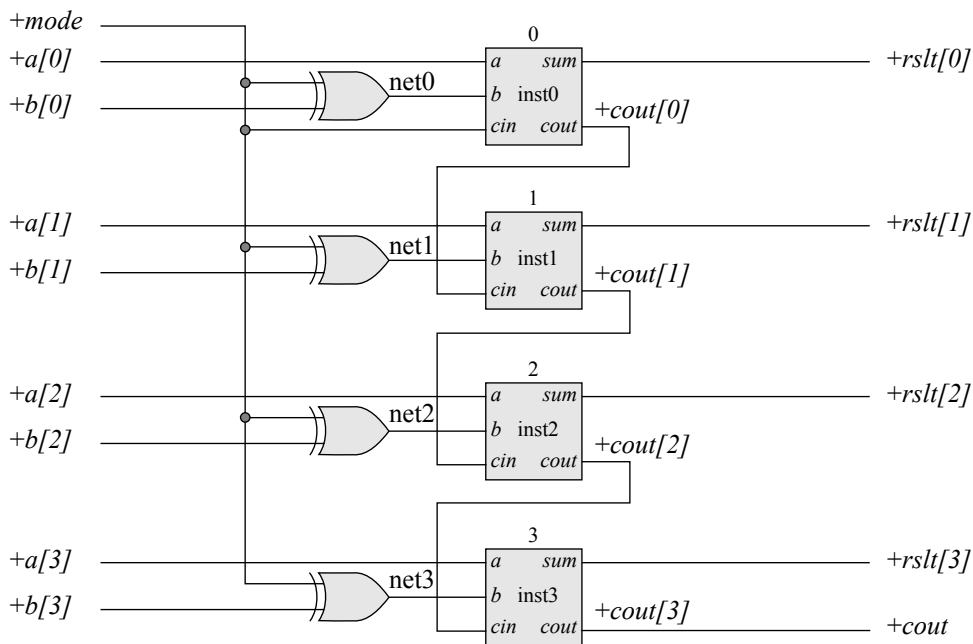 +mode
0
+a[0]
a sum
+rslt[0]
net0
b inst0
+b[0]
+cout[0]
cin cout
1
+a[1]
a sum
+rslt[1]
net1
b inst1
+b[1]
+cout[1]
cin cout
2
+a[2]
a sum
+rslt[2]
net2
b inst2
+b[2]
+cout[2]
cin cout
3
+a[3]
a sum
+rslt[3]
net3
b inst3
+b[3]
+cout[3]
cin cout
+cout